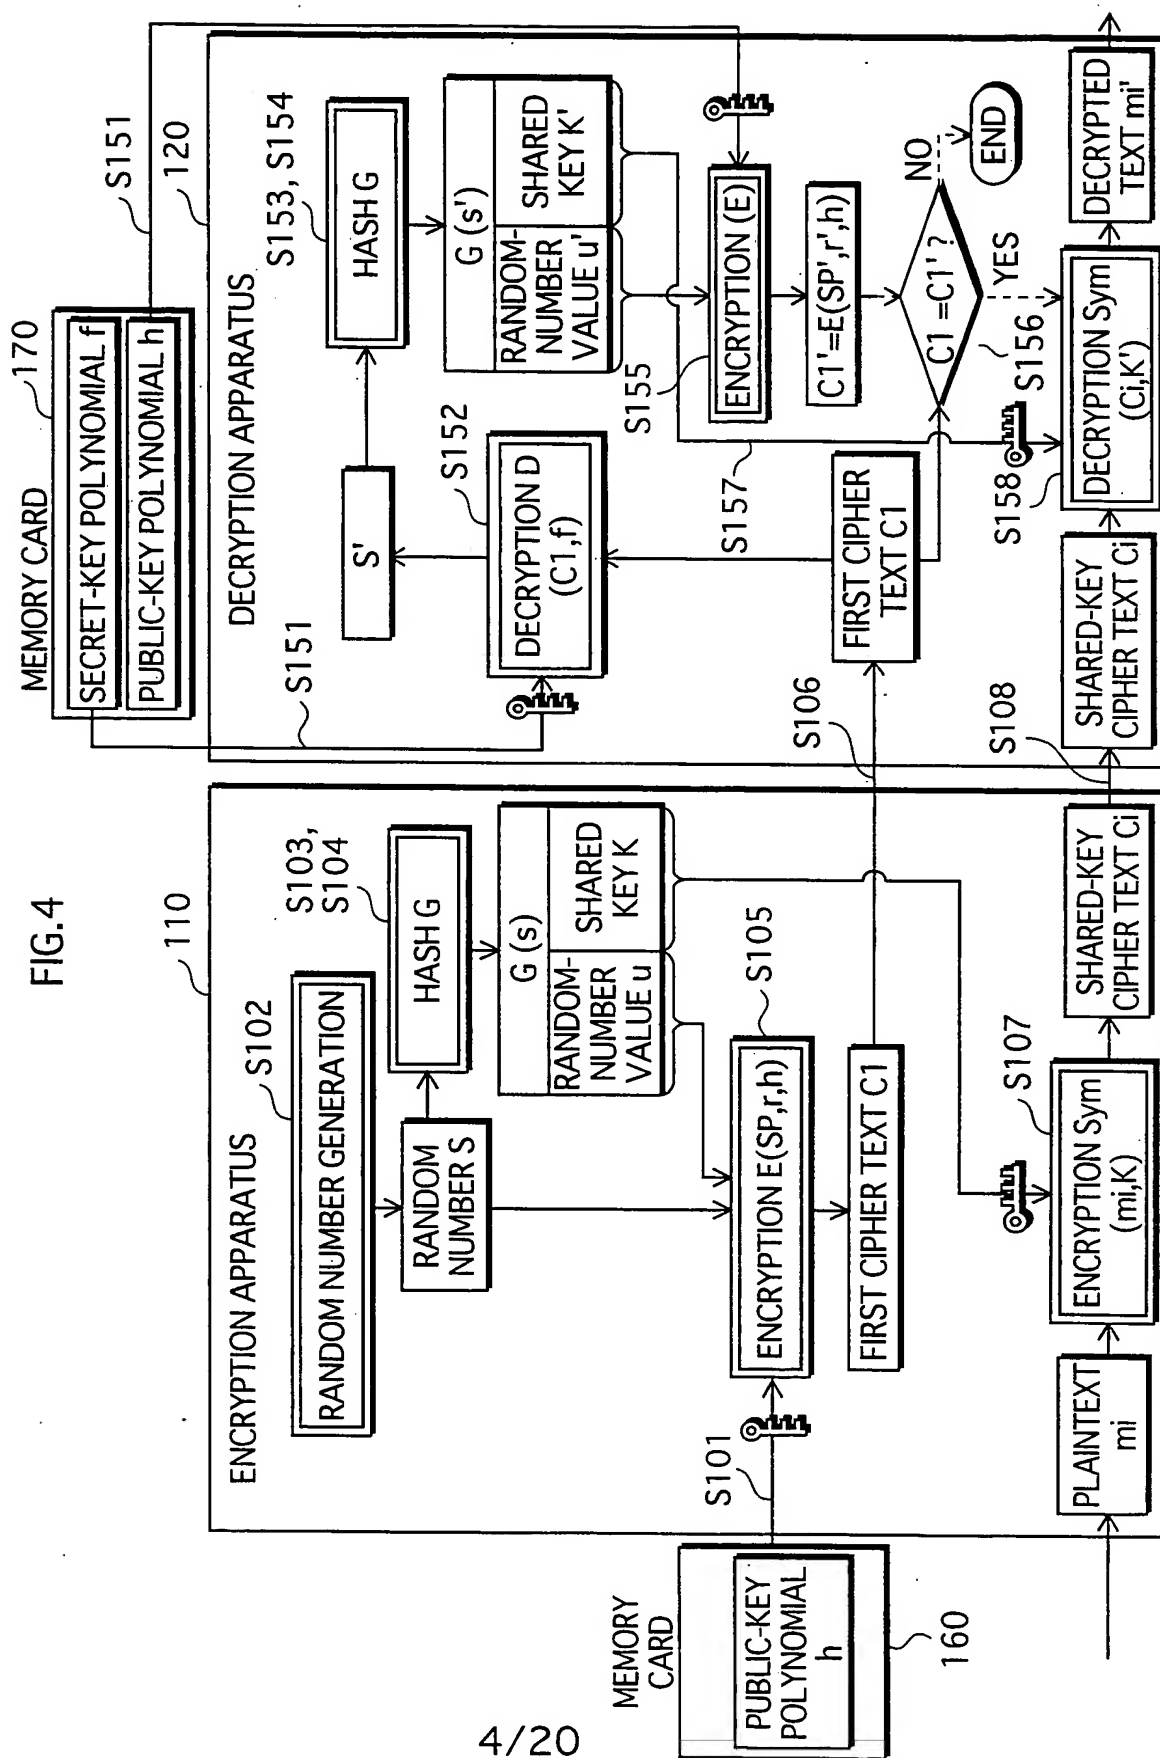 FIG.4
MEMORY
CARD
PUBLIC-KEY
POLYNOMIAL
h
160
S101
110
ENCRYPTION APPARATUS
S102
RANDOM NUMBER GENERATION
RANDOM
NUMBER S
S103,
S104
HASH G
G (s)
RANDOM-
NUMBER
VALUE u
SHARED
KEY K
S105
ENCRYPTION E(SP,r,h)
FIRST CIPHER TEXT C1
PLAINTEXT
mi
S107
ENCRYPTION Sym
(mi,K)
SHARED-KEY
CIPHER TEXT Ci
S106
S108
MEMORY CARD
170
SECRET-KEY POLYNOMIAL f
PUBLIC-KEY POLYNOMIAL h
S151
S151
120
DECRYPTION APPARATUS
S'
S152
DECRYPTION D
(C1,f)
S153, S154
HASH G
G (s')
RANDOM-
NUMBER
VALUE u'
SHARED
KEY K'
S155
ENCRYPTION (E)
C1'=E(SP',r',h)
FIRST CIPHER
TEXT C1
C1 =C1' ?
NO
END
YES
S156
S157
S158
SHARED-KEY
CIPHER TEXT Ci
DECRYPTION Sym
(Ci,K')
DECRYPTED
TEXT mi'
4/20